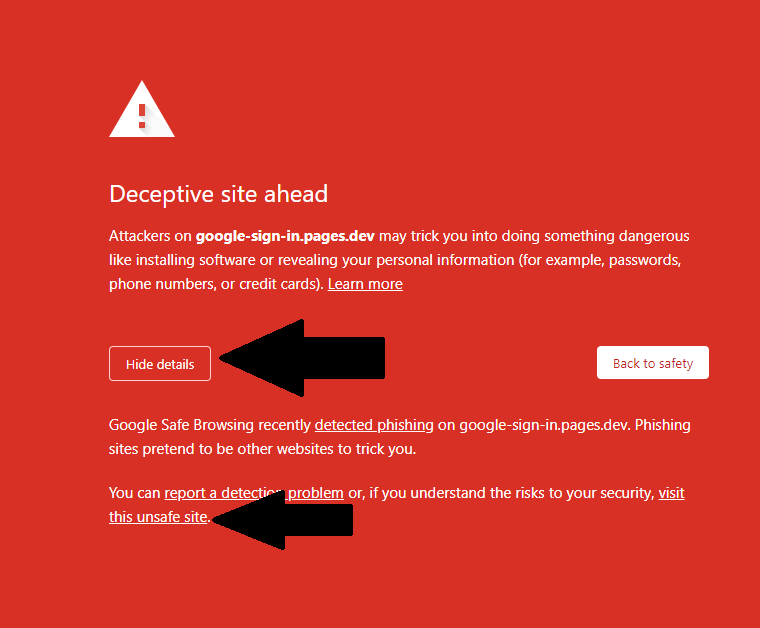 Deceptive site ahead
Attackers on google-sign-in.pages.dev may trick you into doing something dangerous
like installing software or revealing your personal information (for example, passwords,
phone numbers, or credit cards). Learn more
Hide details
Back to safety
Google Safe Browsing recently detected phishing on google-sign-in.pages.dev. Phishing
sites pretend to be other websites to trick you.
You can report a detection problem or, if you understand the risks to your security, visit
this unsafe site.